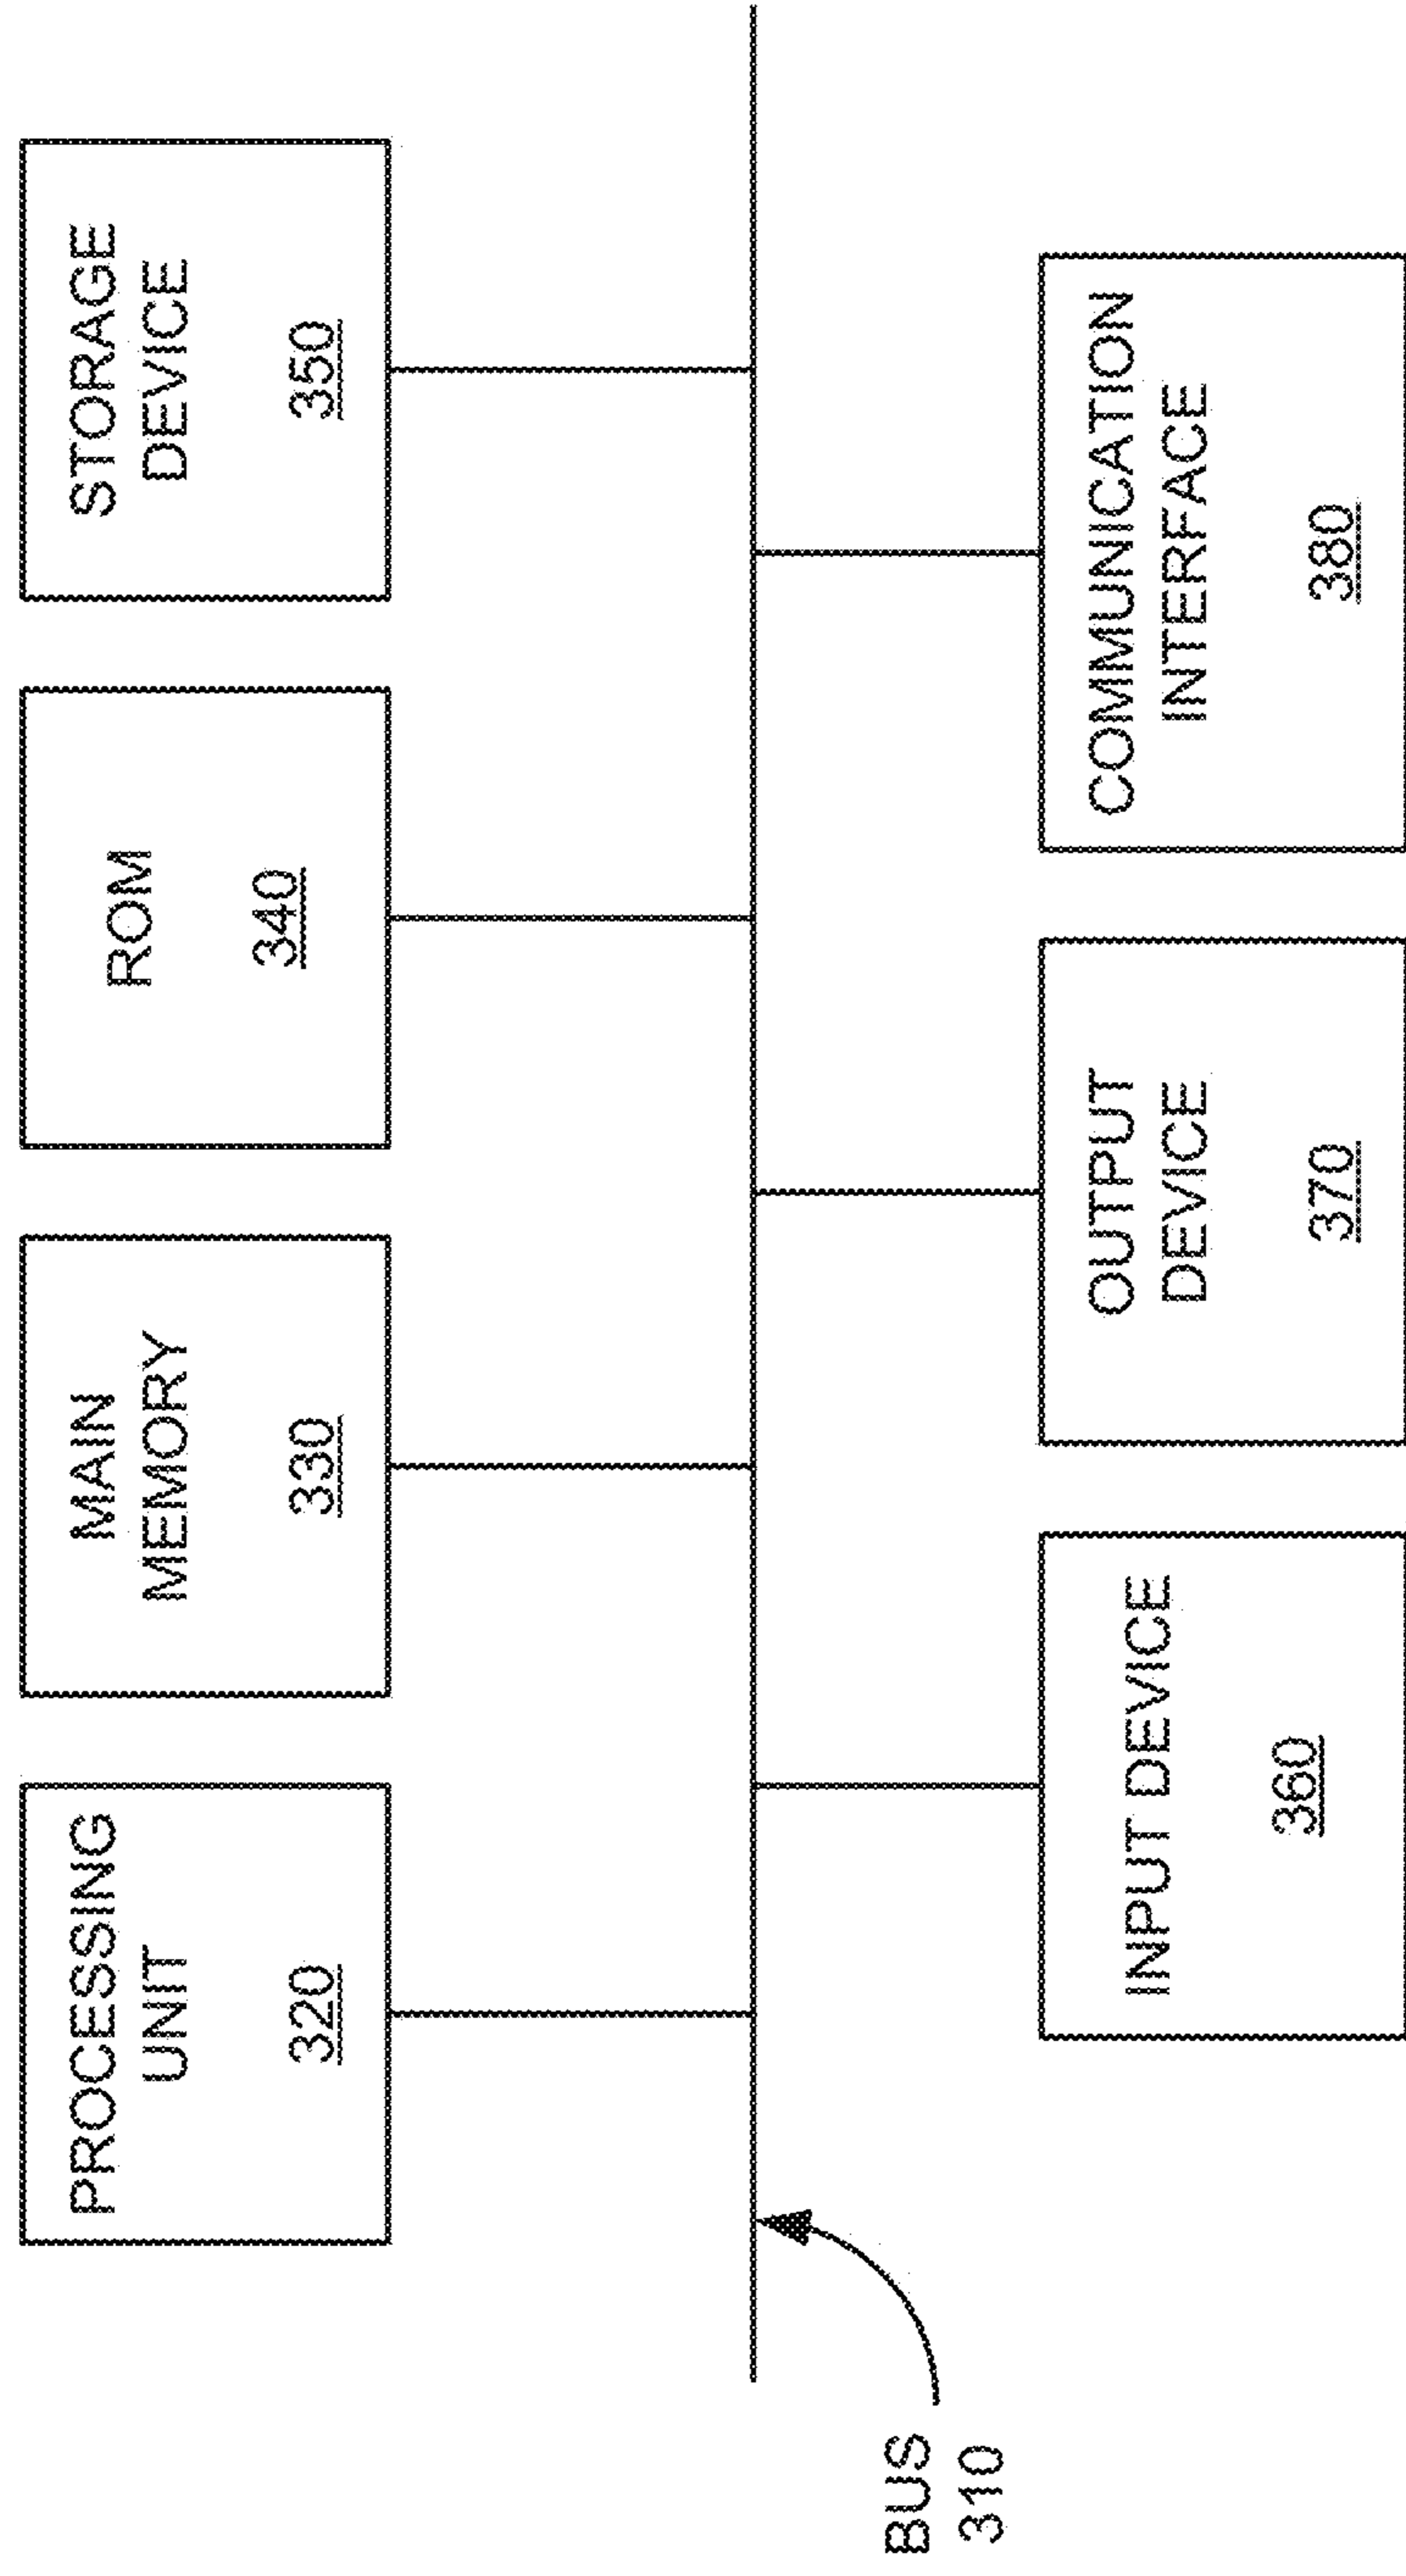 PROCESSING
UNIT
320
MAIN
MEMORY
330
ROM
340
STORAGE
DEVICE
350
BUS
310
INPUT DEVICE
360
OUTPUT
DEVICE
370
COMMUNICATION
INTERFACE
380